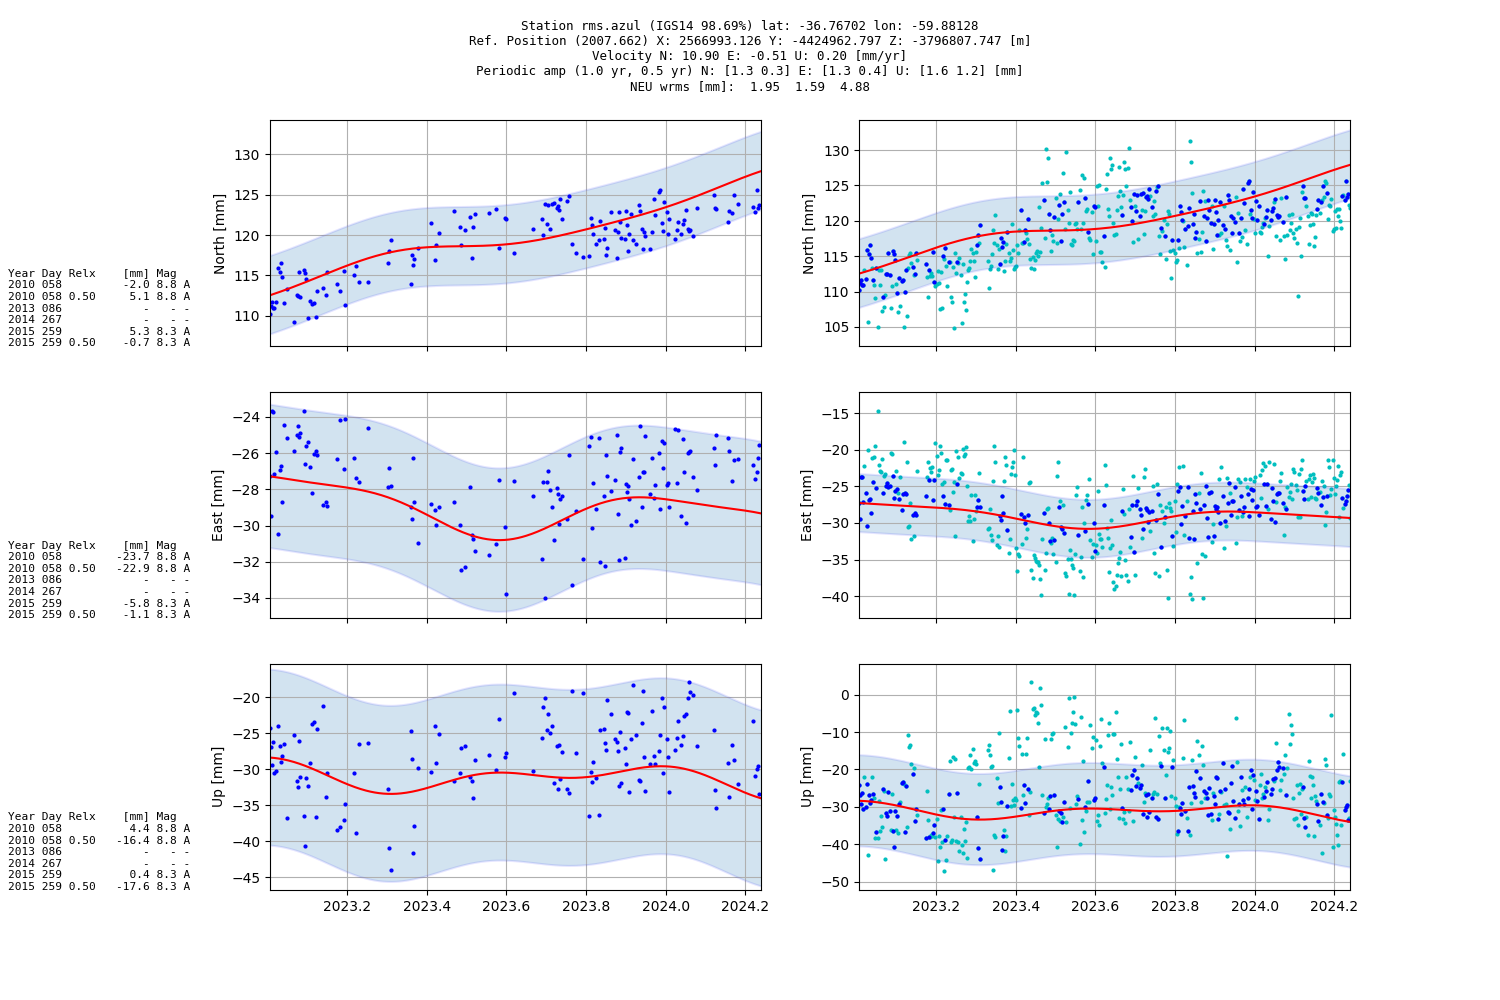 Station rms.azul (IGS14 98.69%) lat: -36.76702 lon: -59.88128
Ref. Position (2007.662) X: 2566993.126 Y: -4424962.797 Z: -3796807.747 [m]
Velocity N: 10.90 E: -0.51 U: 0.20 [mm/yr]
Periodic amp (1.0 yr, 0.5 yr) N: [1.3 0.3] E: [1.3 0.4] U: [1.6 1.2] [mm]
NEU wrms [mm]: 1.95 1.59 4.88
Year Day Relx [mm] Mag
2010 058 -2.0 8.8 A
2010 058 0.50 5.1 8.8 A
2013 086 - - -
2014 267 - - -
2015 259 5.3 8.3 A
2015 259 0.50 -0.7 8.3 A
North [mm]
130
125
120
115
110
North [mm]
130
125
120
115
110
105
Year Day Relx [mm] Mag
2010 058 -23.7 8.8 A
2010 058 0.50 -22.9 8.8 A
2013 086 - - -
2014 267 - - -
2015 259 -5.8 8.3 A
2015 259 0.50 -1.1 8.3 A
East [mm]
−24
−26
−28
−30
−32
−34
East [mm]
−15
−20
−25
−30
−35
−40
Year Day Relx [mm] Mag
2010 058 4.4 8.8 A
2010 058 0.50 -16.4 8.8 A
2013 086 - - -
2014 267 - - -
2015 259 0.4 8.3 A
2015 259 0.50 -17.6 8.3 A
Up [mm]
−20
−25
−30
−35
−40
−45
2023.2 2023.4 2023.6 2023.8 2024.0 2024.2
Up [mm]
0
−10
−20
−30
−40
−50
2023.2 2023.4 2023.6 2023.8 2024.0 2024.2